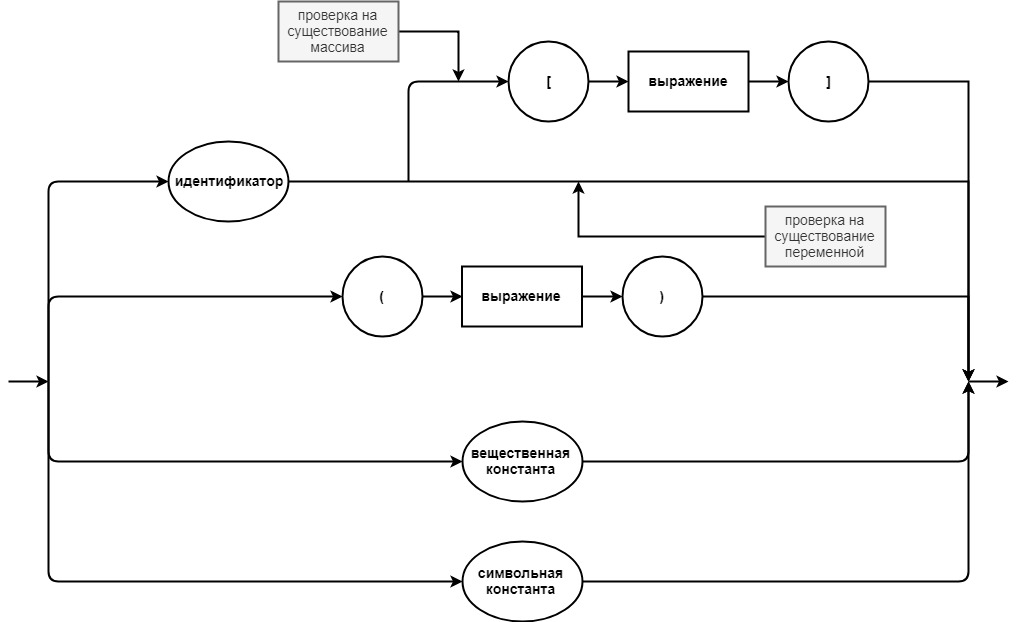 проверка на
существование
массива
[
выражение
]
идентификатор
проверка на
существование
переменной
(
выражение
)
вещественная
константа
символьная
константа